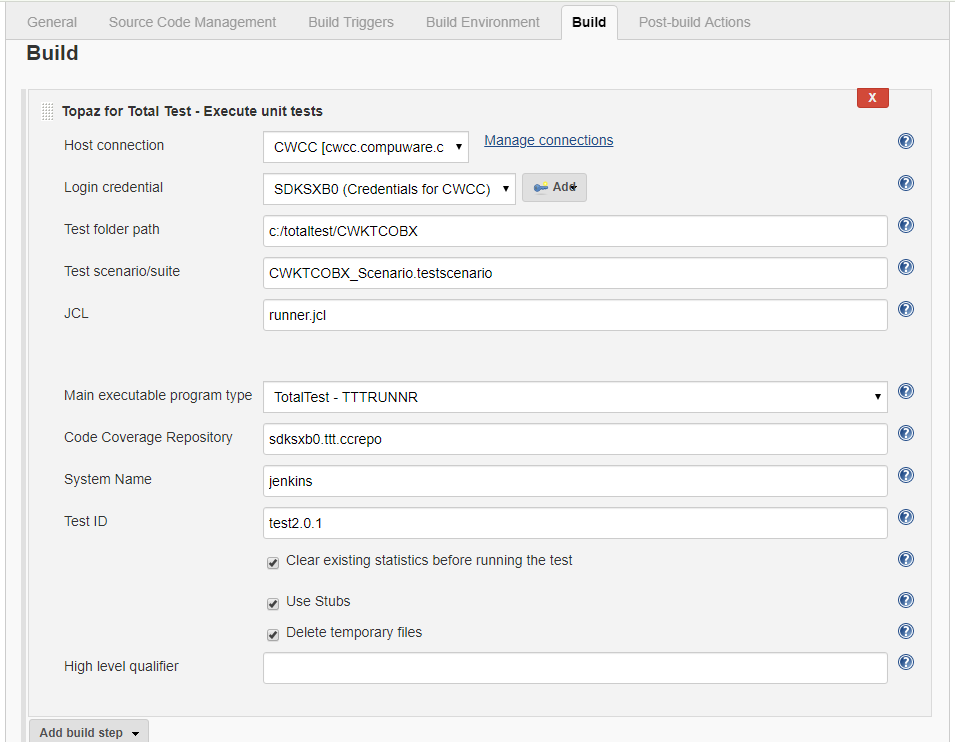 General Source Code Management Build Triggers Build Environment Build Post-build Actions
Build
X
Topaz for Total Test - Execute unit tests
Host connection CWCC [cwcc.compuware.c Manage connections ?
Login credential SDKSXB0 (Credentials for CWCC) Add ?
Test folder path c:/totaltest/CWKTCOBX ?
Test scenario/suite CWKTCOBX_Scenario.testscenario ?
JCL runner.jcl ?
Main executable program type TotalTest - TTTRUNNR ?
Code Coverage Repository sdksxb0.ttt.ccrepo ?
System Name jenkins ?
Test ID test2.0.1 ?
Clear existing statistics before running the test ?
Use Stubs ?
Delete temporary files ?
High level qualifier ?
Add build step